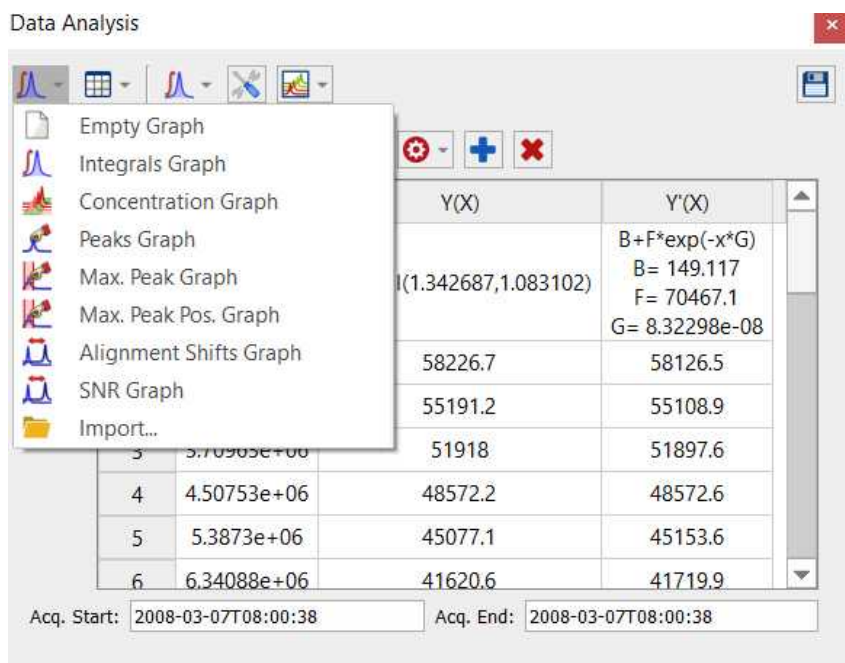 Data Analysis
Empty Graph
Integrals Graph
Concentration Graph
Peaks Graph
Max. Peak Graph
Max. Peak Pos. Graph
Alignment Shifts Graph
SNR Graph
Import...
Y(X) Y'(X)
I(1.342687,1.083102)
B+F*exp(-x*G)
B= 149.117
F= 70467.1
G= 8.32298e-08
58226.7 58126.5
55191.2 55108.9
3 3.70963e+06 51918 51897.6
4 4.50753e+06 48572.2 48572.6
5 5.3873e+06 45077.1 45153.6
6 6.34088e+06 41620.6 41719.9
Acq. Start: 2008-03-07T08:00:38 Acq. End: 2008-03-07T08:00:38